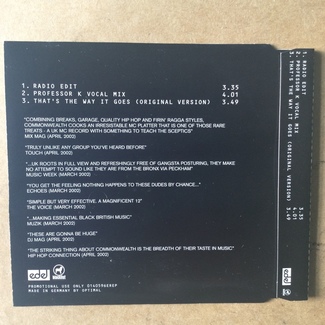 1. RADIO EDIT 3.35
2. PROFESSOR K VOCAL MIX 4.01
3. THAT'S THE WAY IT GOES (ORIGINAL VERSION) 3.49
"COMBINING BREAKS, GARAGE, QUALITY HIP HOP AND FIRIN' RAGGA STYLES,
COMMONWEALTH COOKS AN IRRESISTABLE MC PLATTER THAT IS ONE OF THOSE RARE
TREATS - A UK MC RECORD WITH SOMETHING TO TEACH THE SCEPTICS"
MIX MAG (APRIL 2002)
"TRULY UNLIKE ANY GROUP YOU'VE HEARD BEFORE"
TOUCH (APRIL 2002)
"...UK ROOTS IN FULL VIEW AND REFRESHINGLY FREE OF GANGSTA POSTURING, THEY MAKE
NO ATTEMPT TO SOUND LIKE THEY ARE FROM THE BRONX VIA PECKHAM"
MUSIC WEEK (MARCH 2002)
"YOU GET THE FEELING NOTHING HAPPENS TO THESE DUDES BY CHANCE..."
ECHOES (MARCH 2002)
"SIMPLE BUT VERY EFFECTIVE. A MAGNIFICENT 12"
THE VOICE (MARCH 2002)
"...MAKING ESSENTIAL BLACK BRITISH MUSIC"
MUZIK (MARCH 2002)
"THESE ARE GONNA BE HUGE"
DJ MAG (APRIL 2002)
"THE STRIKING THING ABOUT COMMONWEALTH IS THE BREADTH OF THEIR TASTE IN MUSIC"
HIP HOP CONNECTION (APRIL 2002)
edel
PROMOTION USE ONLY
MADE IN GERMANY BY OPTIMAL
1. RADIO EDIT 3.35
2. PROFESSOR K VOCAL MIX 4.01
3. THAT'S THE WAY IT GOES (ORIGINAL VERSION) 3.49
edel